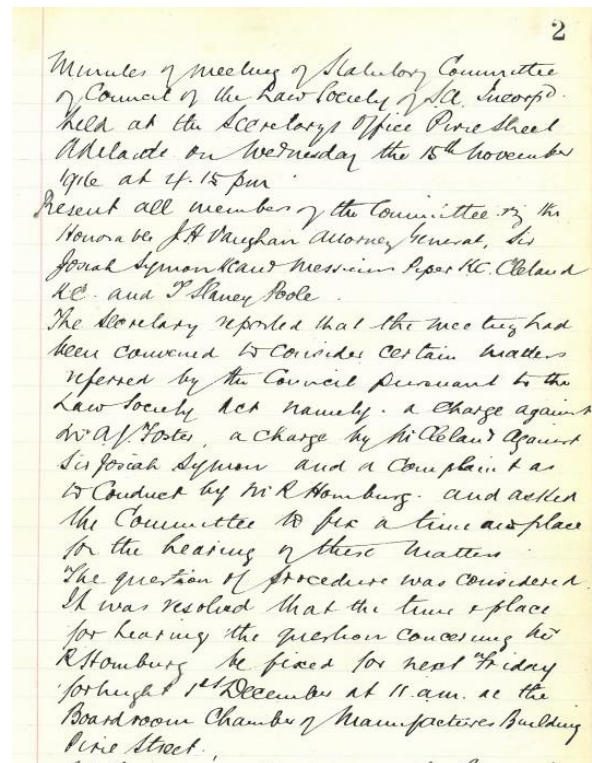 2
Minutes of meeting of Statutory Committee
of Council of the Law Society of S.A. Incorpd.
held at the Secretarys Office Pirie Street
Adelaide on Wednesday the 15th November
1916 at 4.15 pm
Present all members of the Committee viz the
Honorable J H Vaughan Attorney General, Sir
Josiah Symon K and Messieurs Piper KC. Cleland
KC. and T Slaney Poole.
The Secretary reported that the meeting had
been convened to consider certain matters
referred by the Council pursuant to the
Law Society Act namely. a charge against
Mr A. Foster, a charge by Mr Cleland against
Sir Josiah Symon and a complaint as
to Conduct by Mr R Homburg. and asked
the Committee to fix a time and place
for the hearing of these matters
The question of procedure was considered.
It was resolved that the time & place
for hearing the question concerning Mr
R Homburg be fixed for next Friday
fortnight 1st December at 11. a.m. at the
Boardroom Chamber of Manufactures Building
Pirie Street.